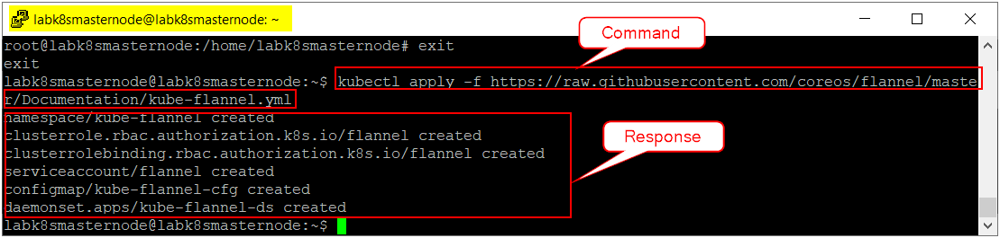 labk8smasternode@labk8smasternode: ~
root@labk8smasternode:/home/labk8smasternode# exit
Command
exit
labk8smasternode@labk8smasternode:~$ kubectl apply -f https://raw.githubusercontent.com/coreos/flannel/maste
r/Documentation/kube-flannel.yml
namespace/kube-flannel created
clusterrole.rbac.authorization.k8s.io/flannel created
Response
clusterrolebinding.rbac.authorization.k8s.io/flannel created
serviceaccount/flannel created
configmap/kube-flannel-cfg created
daemonset.apps/kube-flannel-ds created
labk8smasternode@labk8smasternode:~$